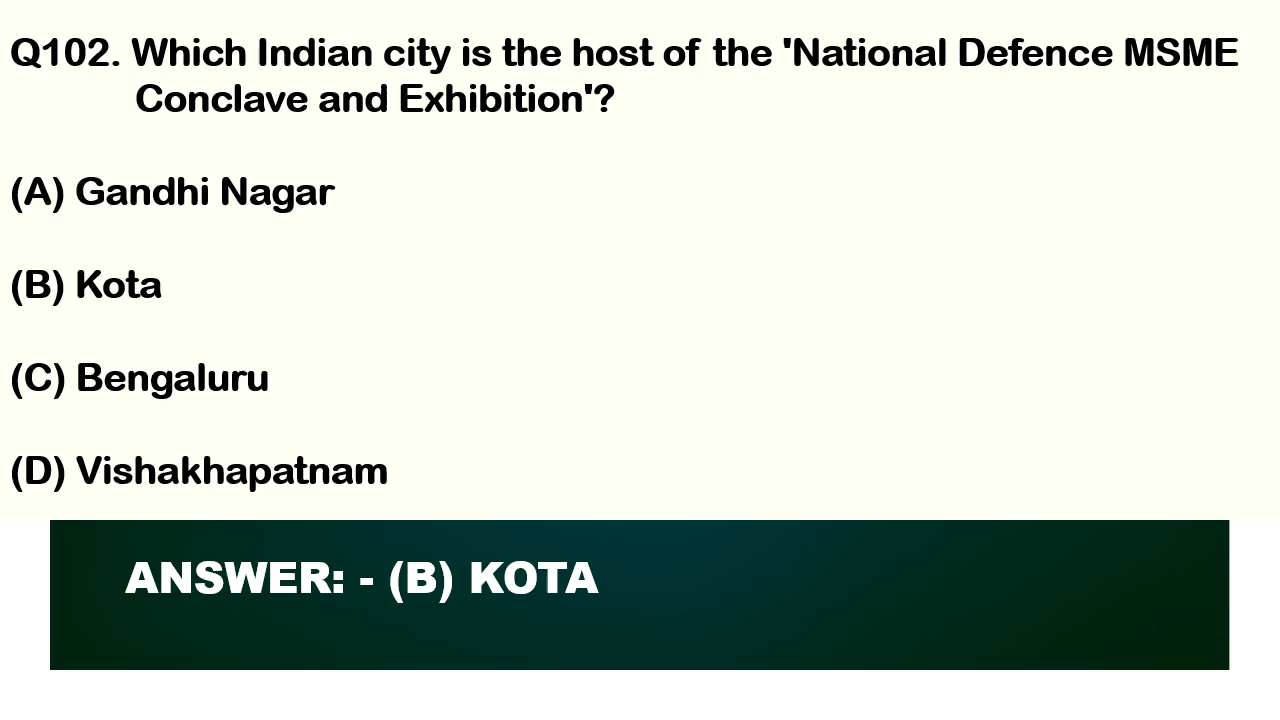 Q102. Which Indian city is the host of the 'National Defence MSME
Conclave and Exhibition'?
(A) Gandhi Nagar
(B) Kota
(C) Bengaluru
(D) Vishakhapatnam
ANSWER: - (B) KOTA